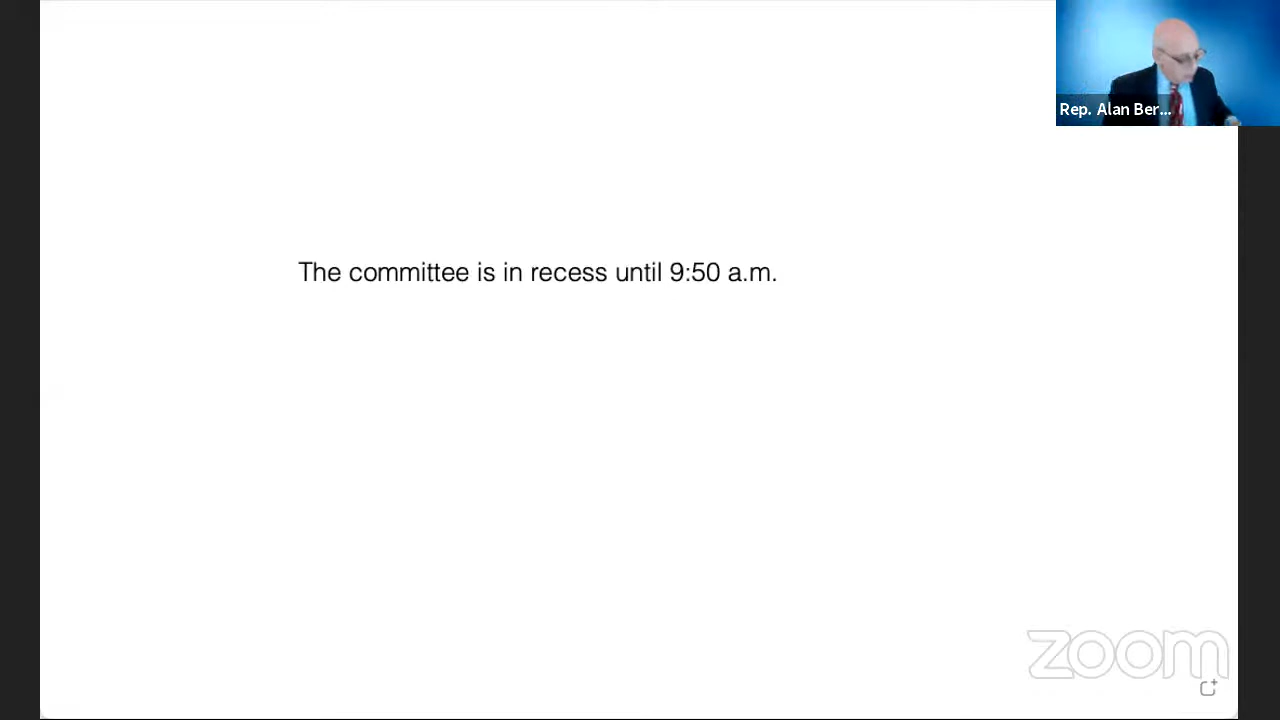 Rep. Alan Ber...
The committee is in recess until 9:50 a.m.
zoom